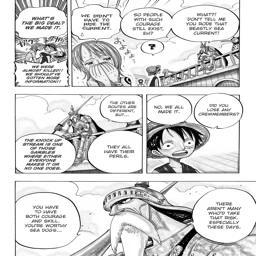 WHAT?!
DON'T TELL ME
YOU RODE THAT
BEASTLY SEA
CURRENT?!
SO PEOPLE
WITH SUCH
COURAGE
STILL
EXIST, EH?
?
WE DIDN'T
HAVE TO
RIDE THE
CURRENT.
WHAT'S
THE BIG
DEAL? WE
MADE IT.
WE WERE
ALMOST
KILLED!! WE
SHOULD'VE
GOTTEN
MORE
INFORMATION!!
DID YOU
LOSE ANY
CREWMEMBERS?
NO, WE ALL
MADE IT.
THE OTHER
ROUTES ARE
DIFFERENT,
BUT...
THEY ALL
HAVE THEIR
PERILS.
THE KNOCK UP
STREAM IS ONE
OF THOSE
GAMBLES
WHERE EITHER
EVERYONE
MAKES IT OR
NO ONE DOES.
THERE
AREN'T MANY
WHO'D TAKE
THAT RISK,
ESPECIALLY
THESE DAYS.
YOU HAVE
BOTH COURAGE
AND SKILL.
YOU'RE WORTHY
SEA DOGS...